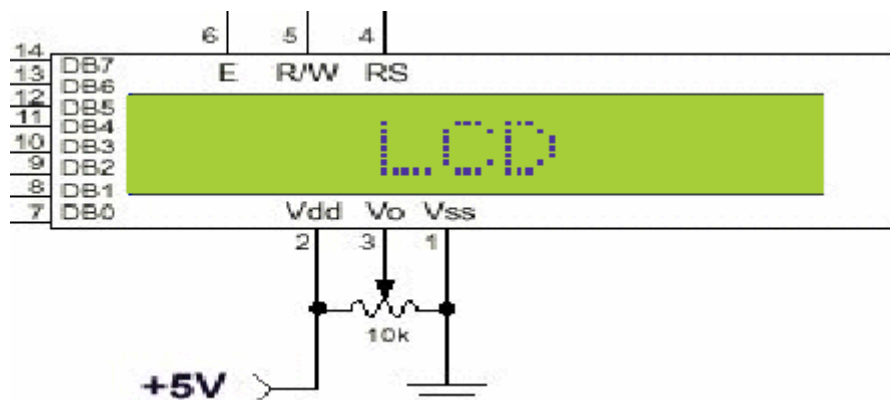 6 5 4
E R/W RS
14 DB7
13 DB6
12 DB5
11 DB4
10 DB3
9 DB2
8 DB1
7 DB0
LCD
Vdd Vo Vss
2 3 1
10k
+5V